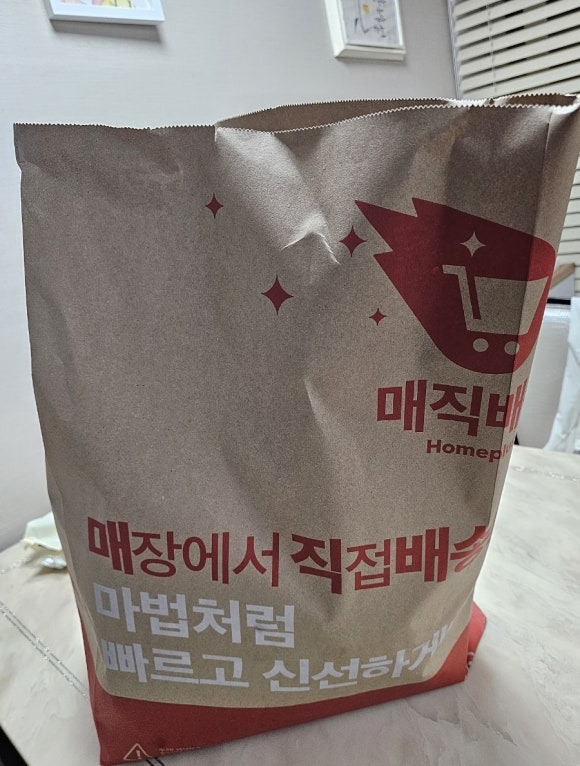 매직배
Homeplu
매장에서 직접배송
마법처럼
빠르고 신선하게!